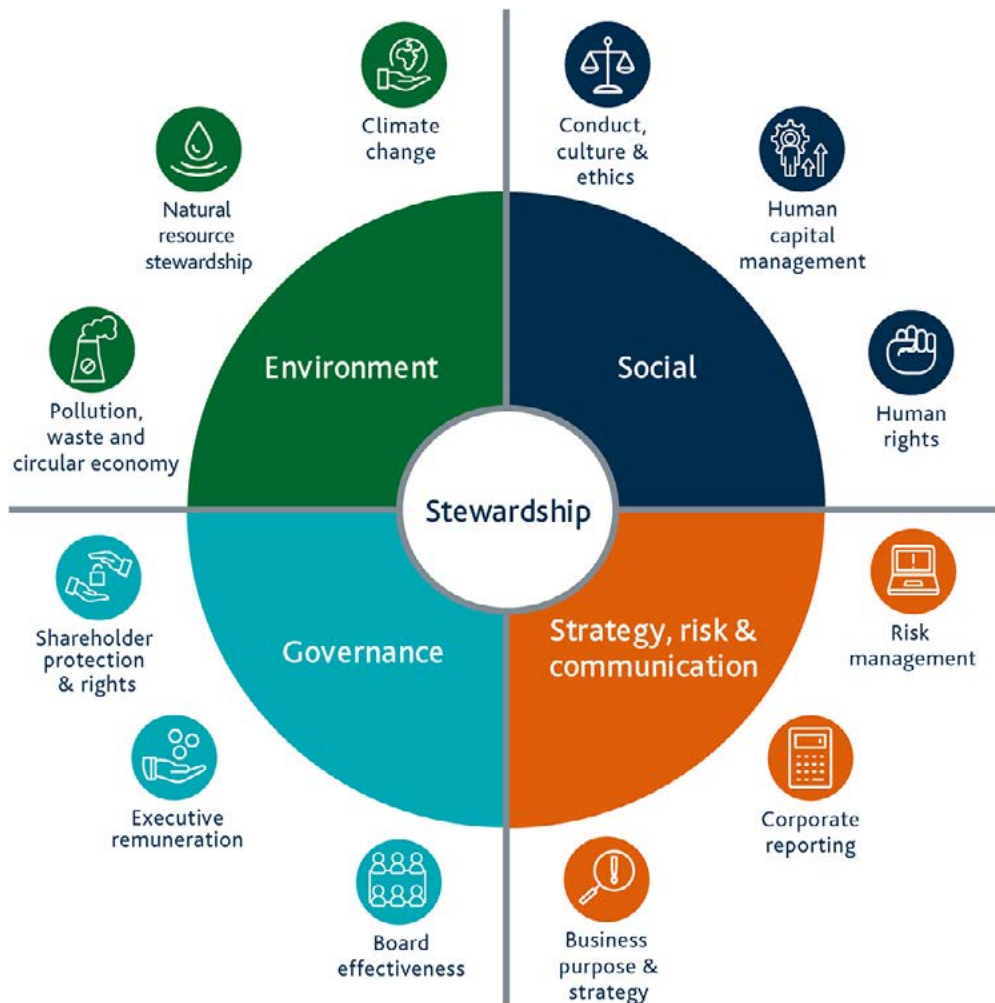 Climate
change
Conduct,
culture &
ethics
Natural
resource
stewardship
Human
capital
management
Pollution,
waste and
circular economy
Environment
Social
Human
rights
Stewardship
Shareholder
protection
& rights
Governance
Strategy, risk &
communication
Risk
management
Executive
remuneration
Corporate
reporting
Board
effectiveness
Business
purpose &
strategy